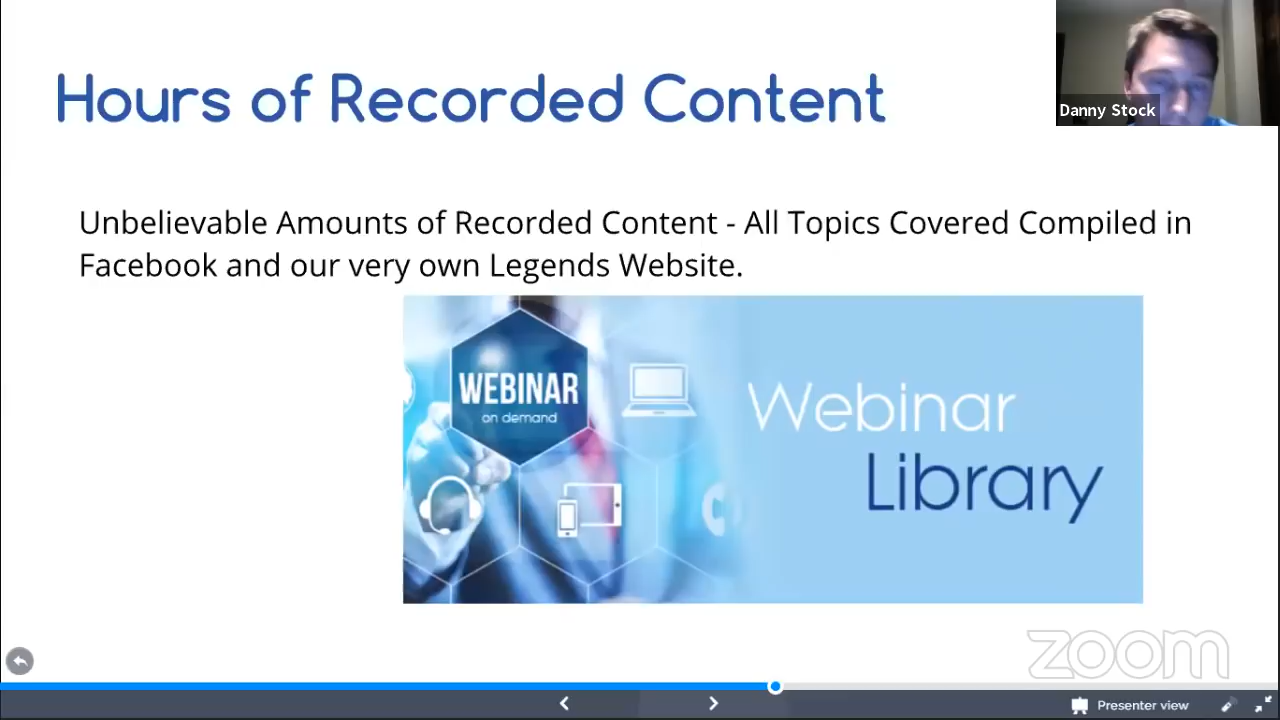 Hours of Recorded Content
Danny Stock
Unbelievable Amounts of Recorded Content - All Topics Covered Compiled in
Facebook and our very own Legends Website.
WEBINAR
on demand
Webinar
Library
zoom
Presenter view